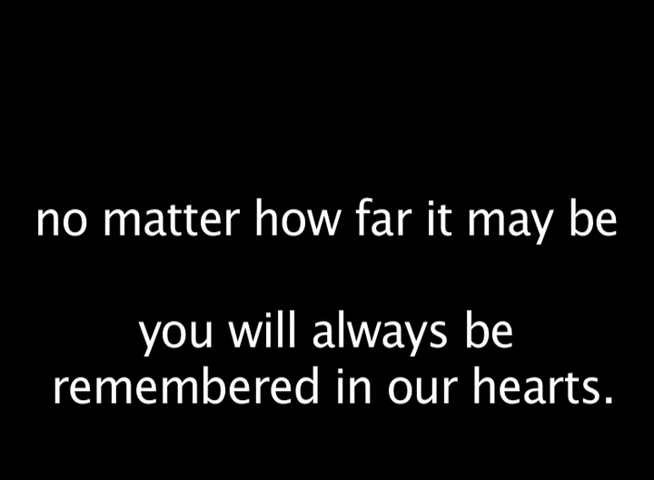 no matter how far it may be
you will always be
remembered in our hearts.